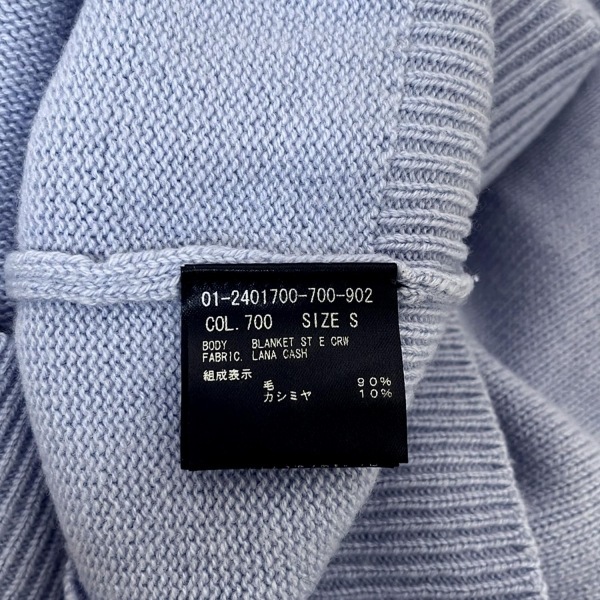 01-2401700-700-902
COL.700 SIZE S
BODY BLANKET ST E CRW
FABRIC. LANA CASH
組成表示
毛 90%
カシミヤ 10%